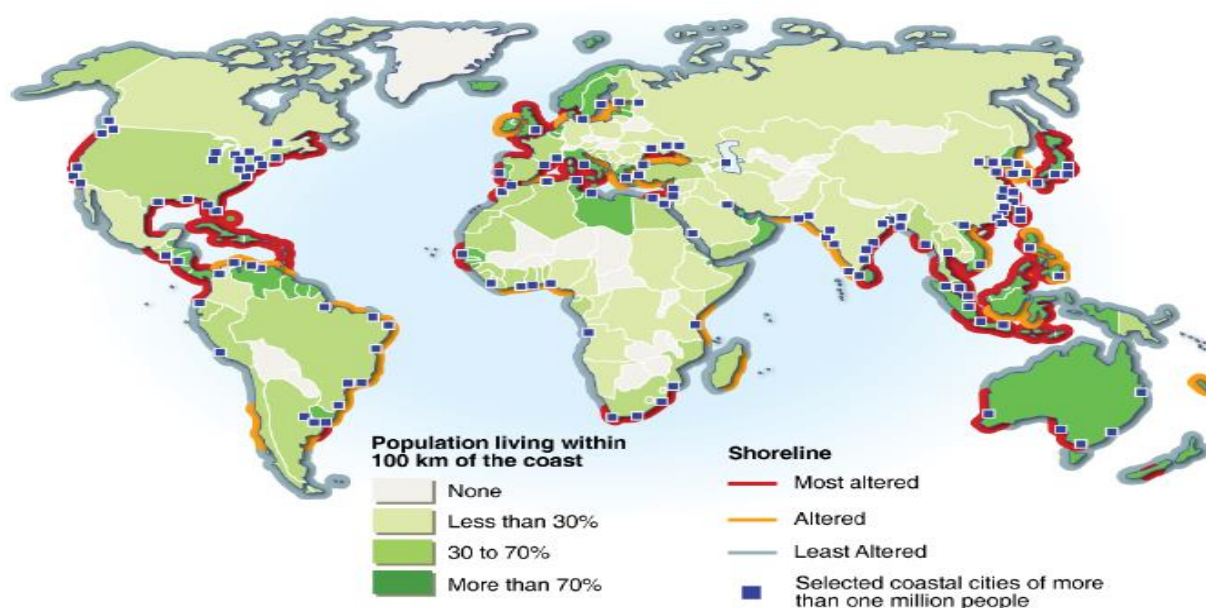 Population living within
100 km of the coast
None
Less than 30%
30 to 70%
More than 70%
Shoreline
Most altered
Altered
Least Altered
Selected coastal cities of more
than one million people